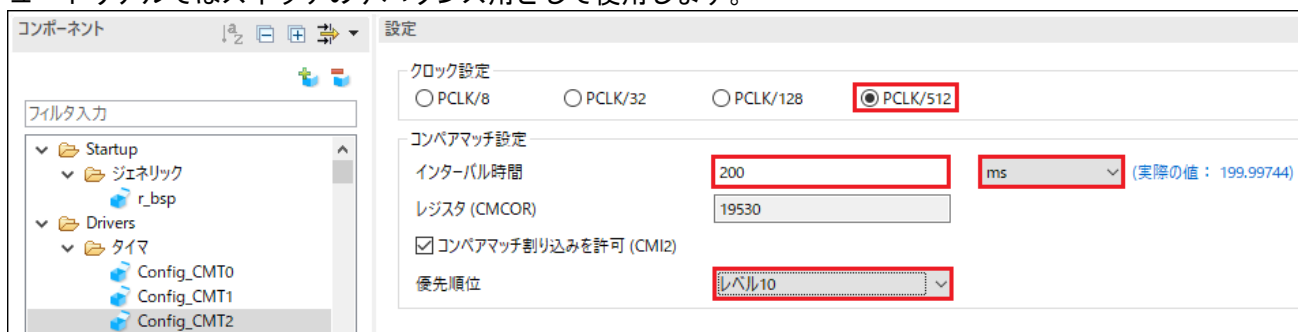 コンポーネント
設定
フィルタ入力
Startup
ジェネリック
r_bsp
Drivers
タイマ
Config_CMT0
Config_CMT1
Config_CMT2
クロック設定
PCLK/8 PCLK/32 PCLK/128 PCLK/512
コンペアマッチ設定
インターバル時間 200 ms (実際の値： 199.99744)
レジスタ (CMCOR) 19530
コンペアマッチ割り込みを許可 (CMI2)
優先順位 レベル10